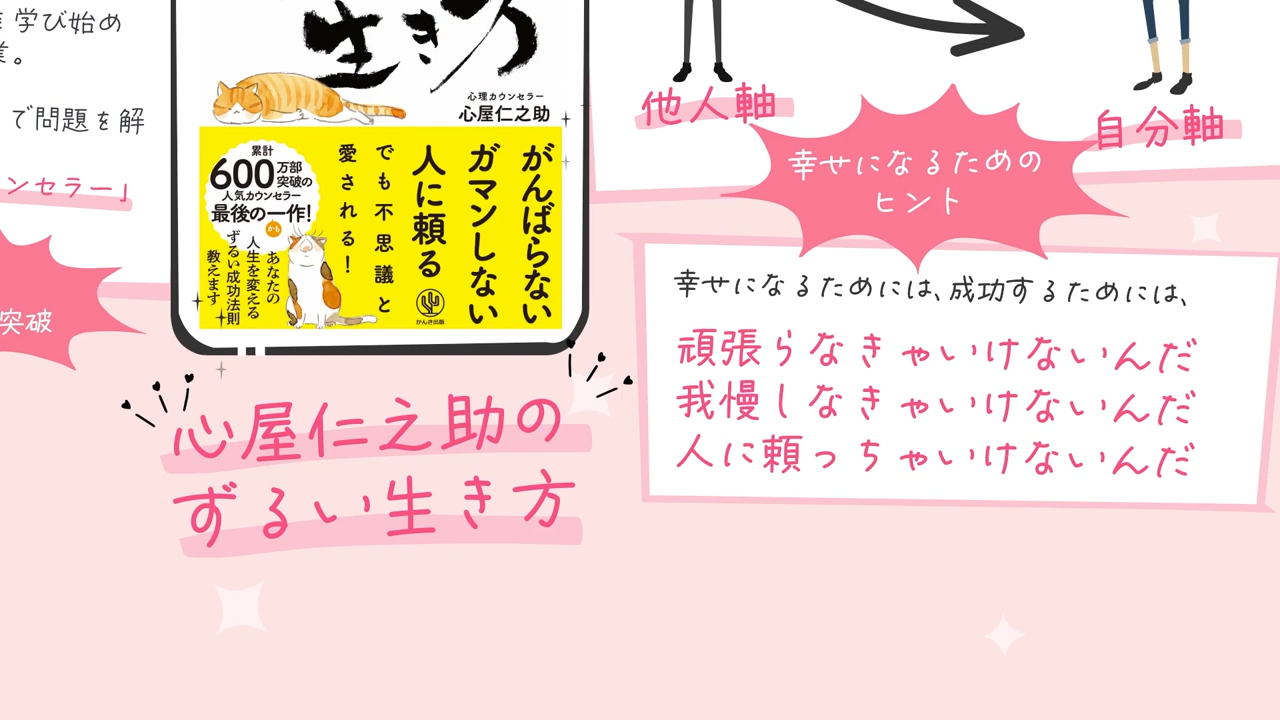 学び始め
業。
で問題を解
ンセラー」
突破
生き方
心理カウンセラー
心屋仁之助
がんばらない
ガマンしない
人に頼る
でも不思議と
愛される!
累計
600万部
突破の
人気カウンセラー
最後の一作!
かも
あなたの
人生を変える
ずるい成功法則
教えます
かんき出版
心屋仁之助の
ずるい生き方
他人軸
自分軸
幸せになるための
ヒント
幸せになるためには、成功するためには、
頑張らなきゃいけないんだ
我慢しなきゃいけないんだ
人に頼っちゃいけないんだ